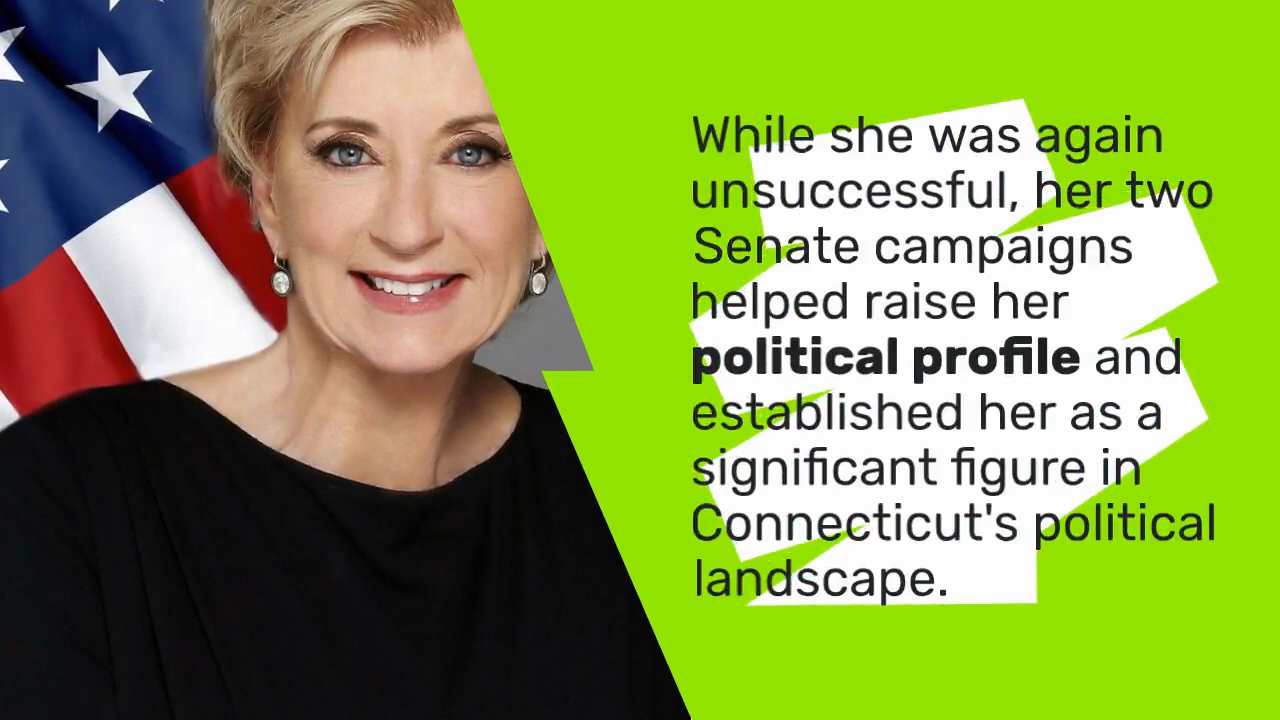 While she was again
unsuccessful, her two
Senate campaigns
helped raise her
political profile and
established her as a
significant figure in
Connecticut's political
landscape.